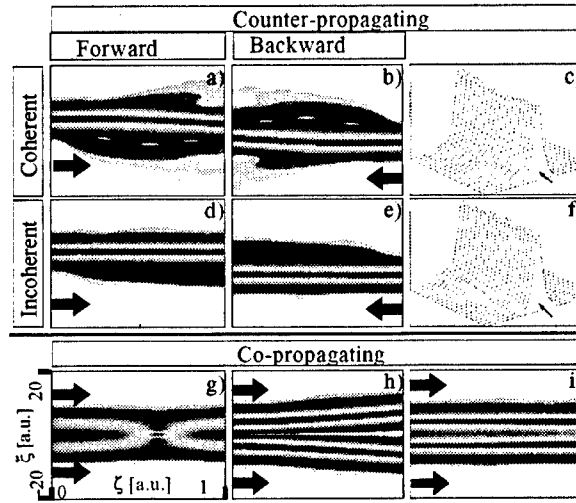 Counter-propagating
Forward
Backward
Coherent
a)
b)
c
Incoherent
d)
e)
f
Co-propagating
g)
h)
i
ξ [a.u.]
20
-20
0
ζ [a.u.]
1